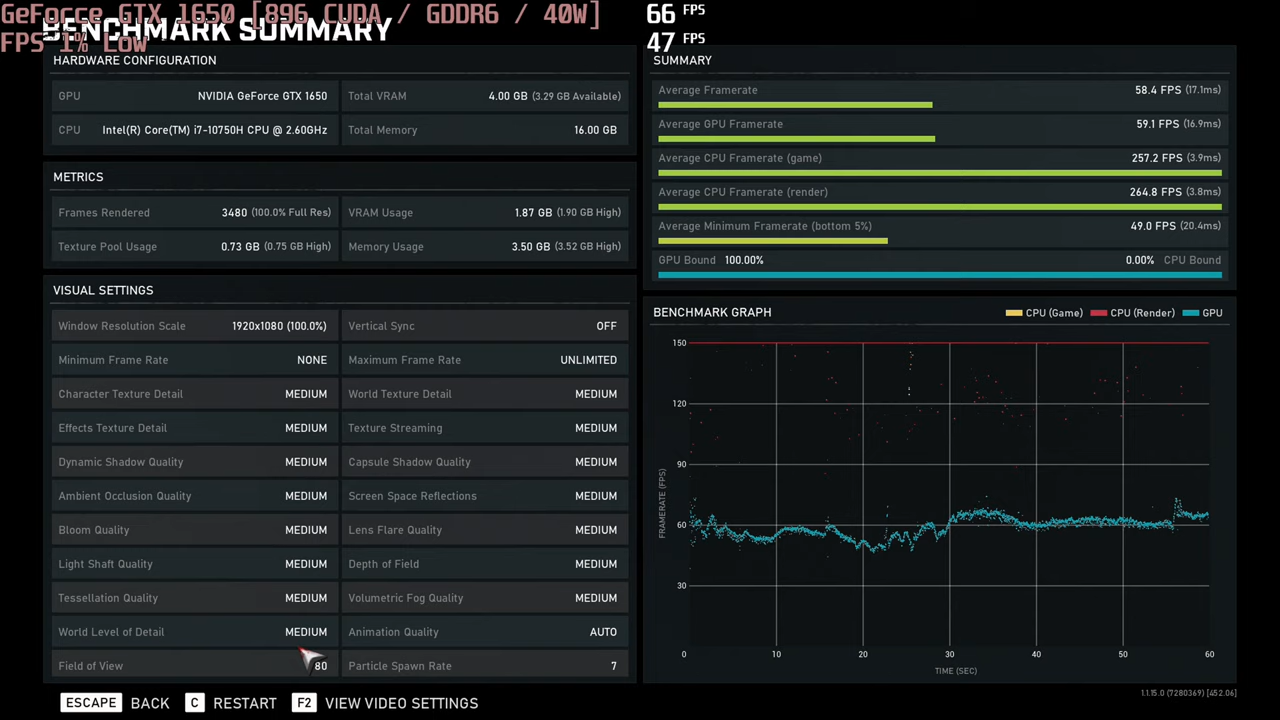 GeForce GTX 1650 [896 CUDA / GDDR6 / 40W] 66 FPS
FPS 1% Low 47 FPS
BENCHMARK SUMMARY
HARDWARE CONFIGURATION
GPU NVIDIA GeForce GTX 1650 Total VRAM 4.00 GB (3.29 GB Available)
CPU Intel(R) Core(TM) i7-10750H CPU @ 2.60GHz Total Memory 16.00 GB
METRICS
Frames Rendered 3480 (100.0% Full Res) VRAM Usage 1.87 GB (1.90 GB High)
Texture Pool Usage 0.73 GB (0.75 GB High) Memory Usage 3.50 GB (3.52 GB High)
VISUAL SETTINGS
Window Resolution Scale 1920x1080 (100.0%) Vertical Sync OFF
Minimum Frame Rate NONE Maximum Frame Rate UNLIMITED
Character Texture Detail MEDIUM World Texture Detail MEDIUM
Effects Texture Detail MEDIUM Texture Streaming MEDIUM
Dynamic Shadow Quality MEDIUM Capsule Shadow Quality MEDIUM
Ambient Occlusion Quality MEDIUM Screen Space Reflections MEDIUM
Bloom Quality MEDIUM Lens Flare Quality MEDIUM
Light Shaft Quality MEDIUM Depth of Field MEDIUM
Tessellation Quality MEDIUM Volumetric Fog Quality MEDIUM
World Level of Detail MEDIUM Animation Quality AUTO
Field of View 80 Particle Spawn Rate 7
SUMMARY
Average Framerate 58.4 FPS (17.1ms)
Average GPU Framerate 59.1 FPS (16.9ms)
Average CPU Framerate (game) 257.2 FPS (3.9ms)
Average CPU Framerate (render) 264.8 FPS (3.8ms)
Average Minimum Framerate (bottom 5%) 49.0 FPS (20.4ms)
GPU Bound 100.00% 0.00% CPU Bound
BENCHMARK GRAPH CPU (Game) CPU (Render) GPU
150
120
90
60
30
FRAMERATE (FPS)
0 10 20 30 40 50 60
TIME (SEC)
1.1.15.0 (7280369) [452.06]
ESCAPE BACK C RESTART F2 VIEW VIDEO SETTINGS